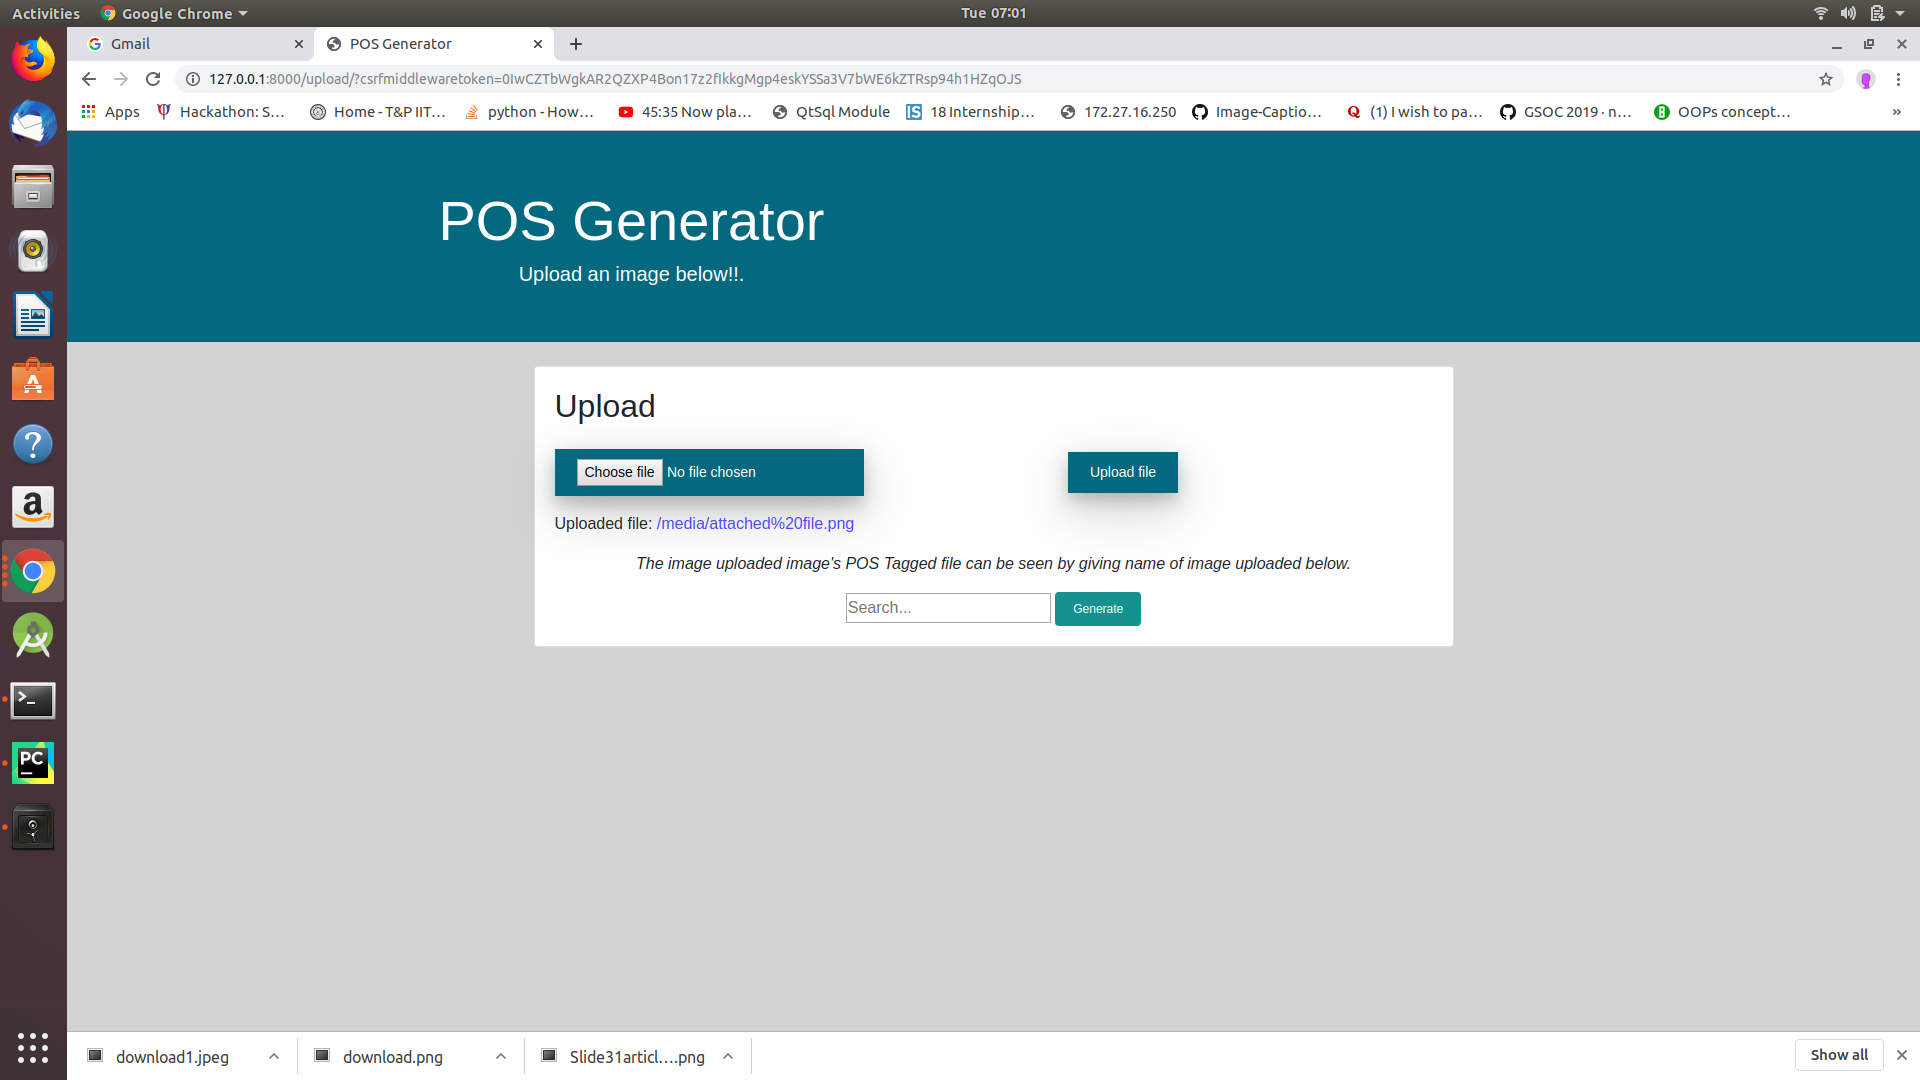 Activities Google Chrome Tue 07:01
Gmail POS Generator
127.0.0.1:8000/upload/?csrfmiddlewaretoken=0IwCZTbWgkAR2QZXP4Bon17z2fIkkgMgp4eskYSSa3V7bWE6kZTRsp94h1HZqOJS
Apps Hackathon: S… Home - T&P IIT… python - How… 45:35 Now pla… QtSql Module 18 Internship… 172.27.16.250 Image-Captio… (1) I wish to pa… GSOC 2019 · n… OOPs concept… »
POS Generator
Upload an image below!!.
Upload
Choose file No file chosen Upload file
Uploaded file: /media/attached%20file.png
The image uploaded image's POS Tagged file can be seen by giving name of image uploaded below.
Search... Generate
download1.jpeg download.png Slide31articl….png Show all